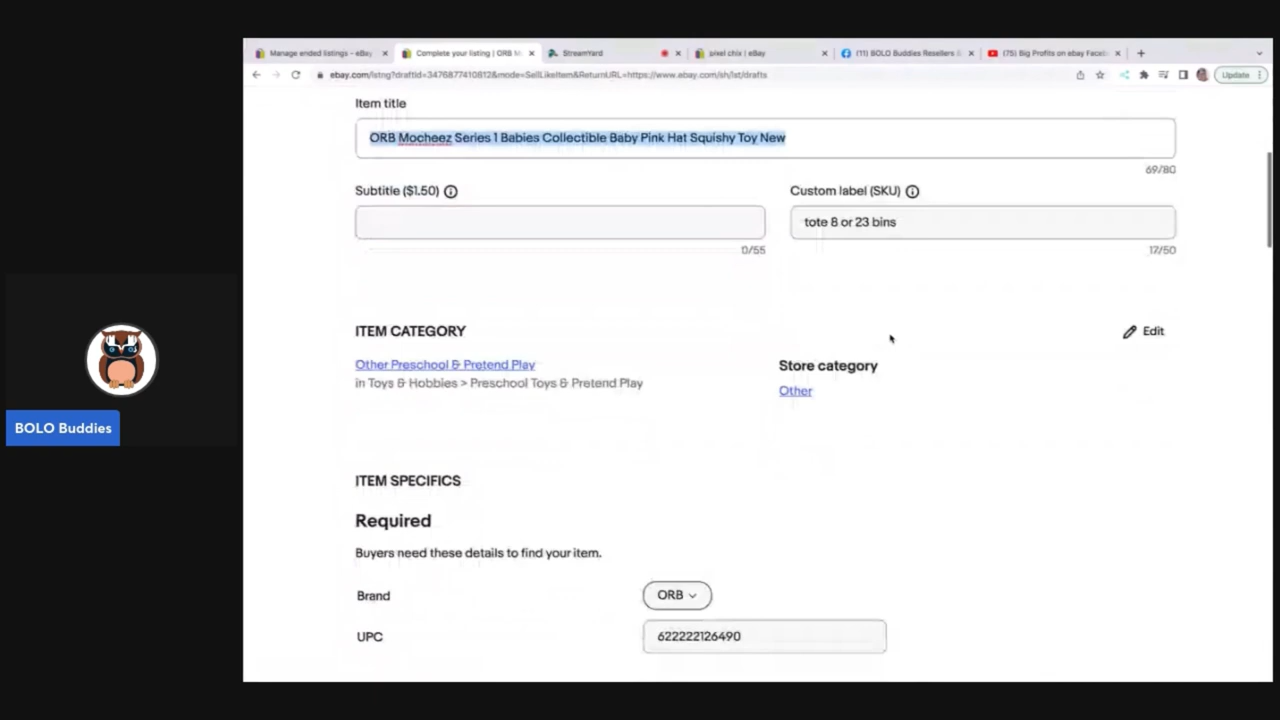 Manage ended listings - eBay
Complete your listing | ORB M
StreamYard
pixel chix | eBay
(11) BOLO Buddies Resellers &
(75) Big Profits on ebay Faceb
ebay.com/lstng?draftId=3476877410812&mode=SellLikeItem&ReturnURL=https://www.ebay.com/sh/lst/drafts
Update
Item title
ORB Mocheez Series 1 Babies Collectible Baby Pink Hat Squishy Toy New
69/80
Subtitle ($1.50)
Custom label (SKU)
tote 8 or 23 bins
0/55
17/50
ITEM CATEGORY
Edit
Other Preschool & Pretend Play
in Toys & Hobbies > Preschool Toys & Pretend Play
Store category
Other
BOLO Buddies
ITEM SPECIFICS
Required
Buyers need these details to find your item.
Brand
ORB
UPC
622222126490